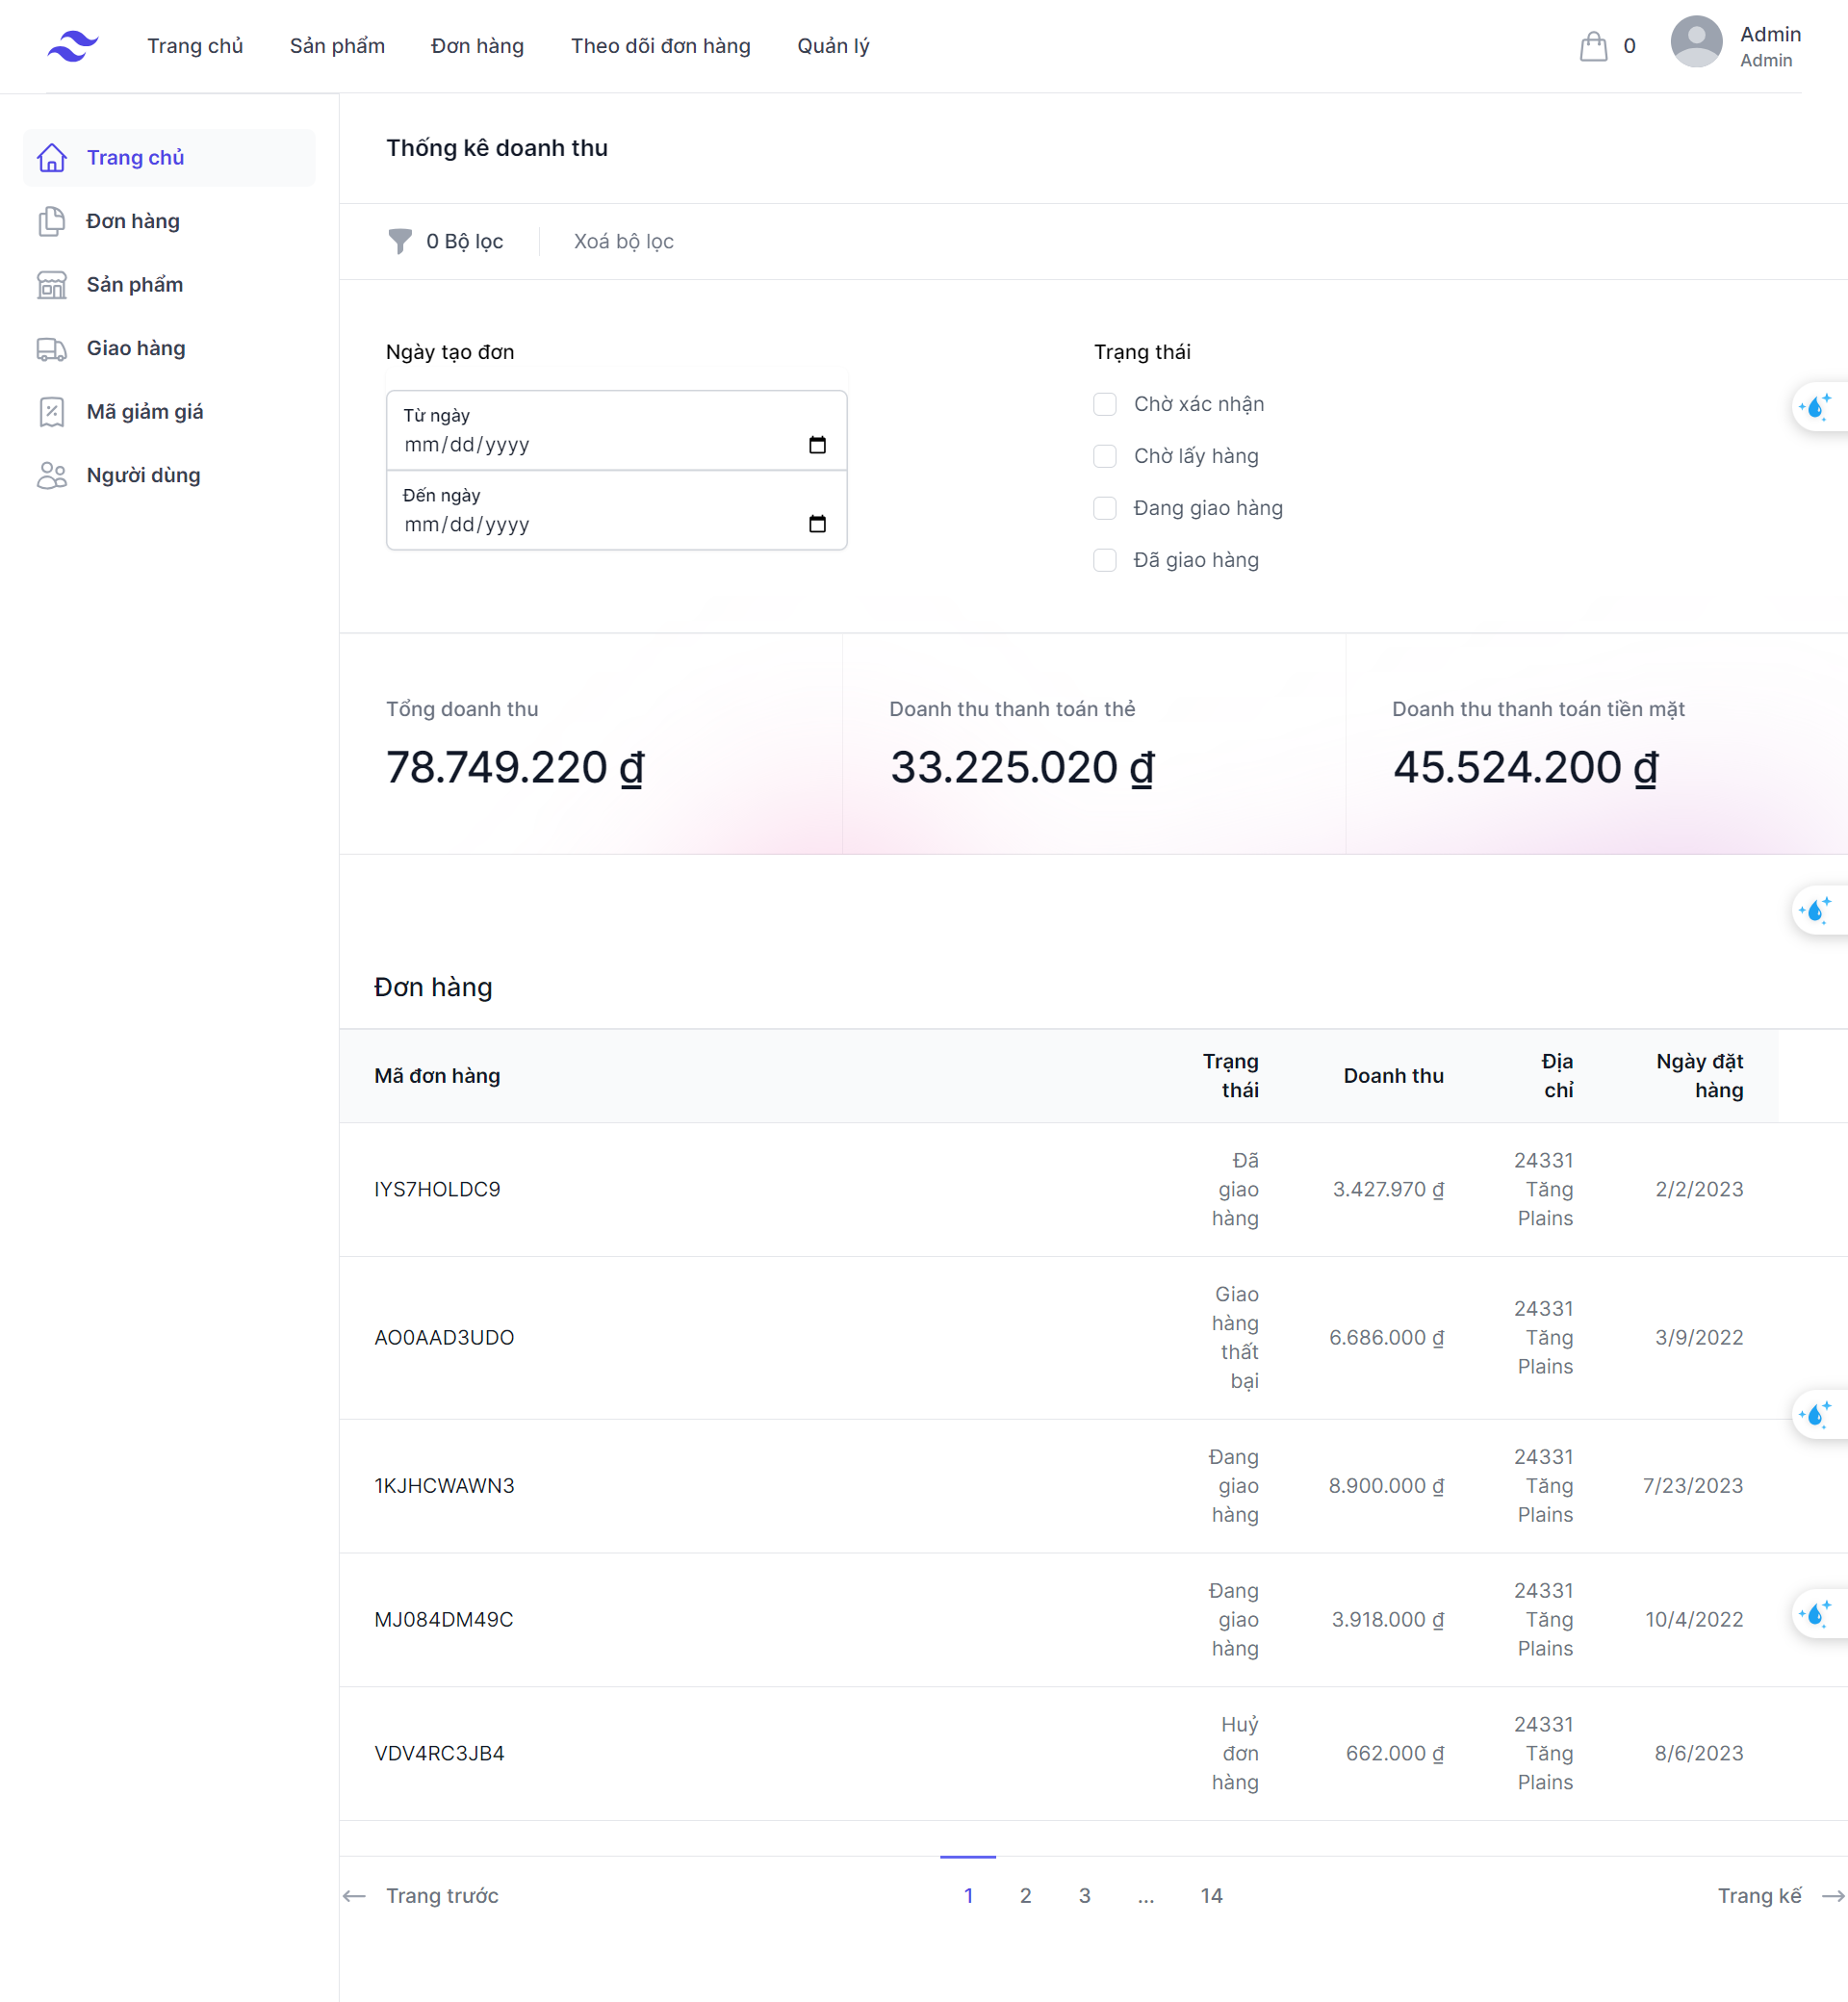 Trang chủ
Sản phẩm
Đơn hàng
Theo dõi đơn hàng
Quản lý
0
Admin
Admin
Trang chủ
Đơn hàng
Sản phẩm
Giao hàng
Mã giảm giá
Người dùng
Thống kê doanh thu
0 Bộ lọc
Xoá bộ lọc
Ngày tạo đơn
Từ ngày
mm/dd/yyyy
Đến ngày
mm/dd/yyyy
Trạng thái
Chờ xác nhận
Chờ lấy hàng
Đang giao hàng
Đã giao hàng
Tổng doanh thu
78.749.220 ₫
Doanh thu thanh toán thẻ
33.225.020 ₫
Doanh thu thanh toán tiền mặt
45.524.200 ₫
Đơn hàng
Mã đơn hàng
Trạng
thái
Doanh thu
Địa
chỉ
Ngày đặt
hàng
IYS7HOLDC9
Đã
giao
hàng
3.427.970 ₫
24331
Tăng
Plains
2/2/2023
AO0AAD3UDO
Giao
hàng
thất
bại
6.686.000 ₫
24331
Tăng
Plains
3/9/2022
1KJHCWAWN3
Đang
giao
hàng
8.900.000 ₫
24331
Tăng
Plains
7/23/2023
MJ084DM49C
Đang
giao
hàng
3.918.000 ₫
24331
Tăng
Plains
10/4/2022
VDV4RC3JB4
Huỷ
đơn
hàng
662.000 ₫
24331
Tăng
Plains
8/6/2023
Trang trước
1
2
3
...
14
Trang kế